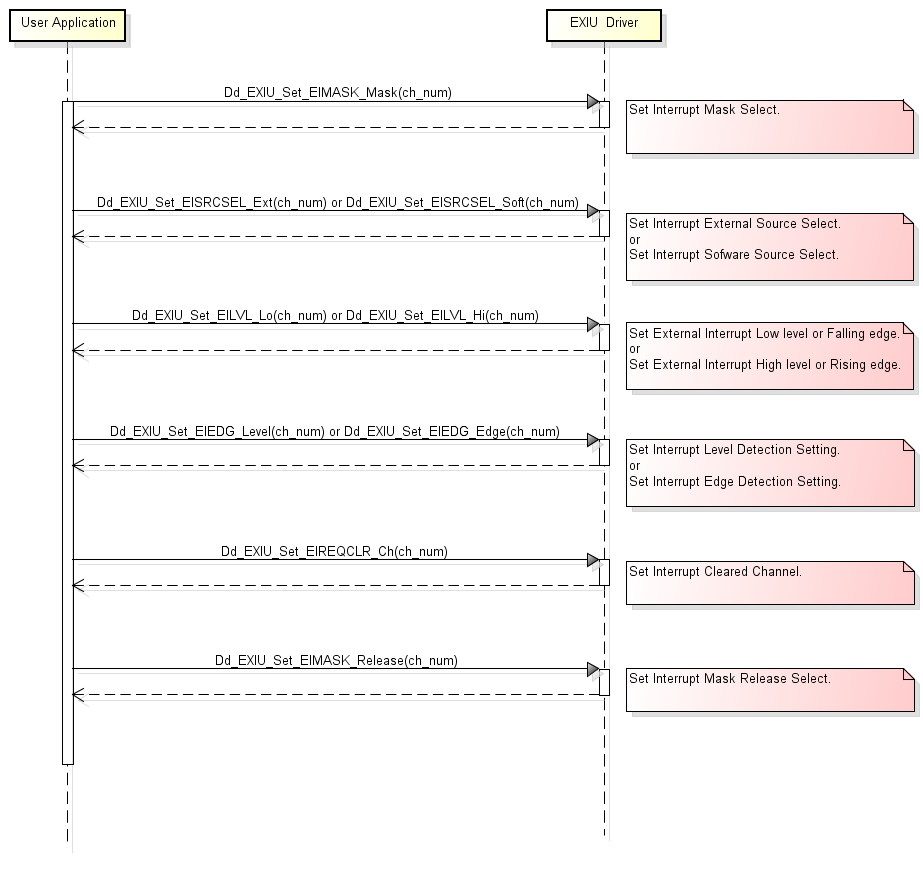 User Application
EXIU Driver
Dd_EXIU_Set_EIMASK_Mask(ch_num)
Set Interrupt Mask Select.
Dd_EXIU_Set_EISRCSEL_Ext(ch_num) or Dd_EXIU_Set_EISRCSEL_Soft(ch_num)
Set Interrupt External Source Select.
or
Set Interrupt Sofware Source Select.
Dd_EXIU_Set_EILVL_Lo(ch_num) or Dd_EXIU_Set_EILVL_Hi(ch_num)
Set External Interrupt Low level or Falling edge.
or
Set External Interrupt High level or Rising edge.
Dd_EXIU_Set_EIEDG_Level(ch_num) or Dd_EXIU_Set_EIEDG_Edge(ch_num)
Set Interrupt Level Detection Setting.
or
Set Interrupt Edge Detection Setting.
Dd_EXIU_Set_EIREQCLR_Ch(ch_num)
Set Interrupt Cleared Channel.
Dd_EXIU_Set_EIMASK_Release(ch_num)
Set Interrupt Mask Release Select.